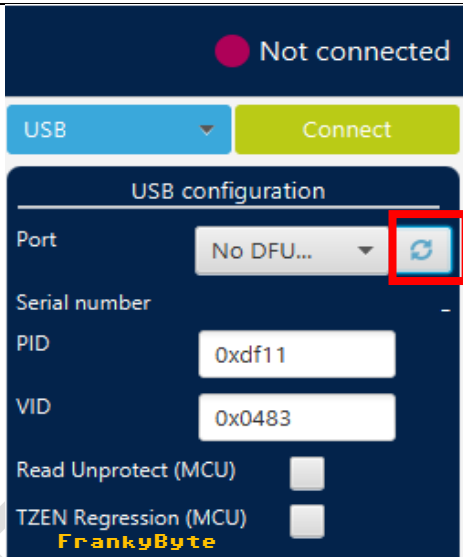 Not connected
USB Connect
USB configuration
Port No DFU...
Serial number -
PID 0xdf11
VID 0x0483
Read Unprotect (MCU)
TZEN Regression (MCU)
FrankyByte